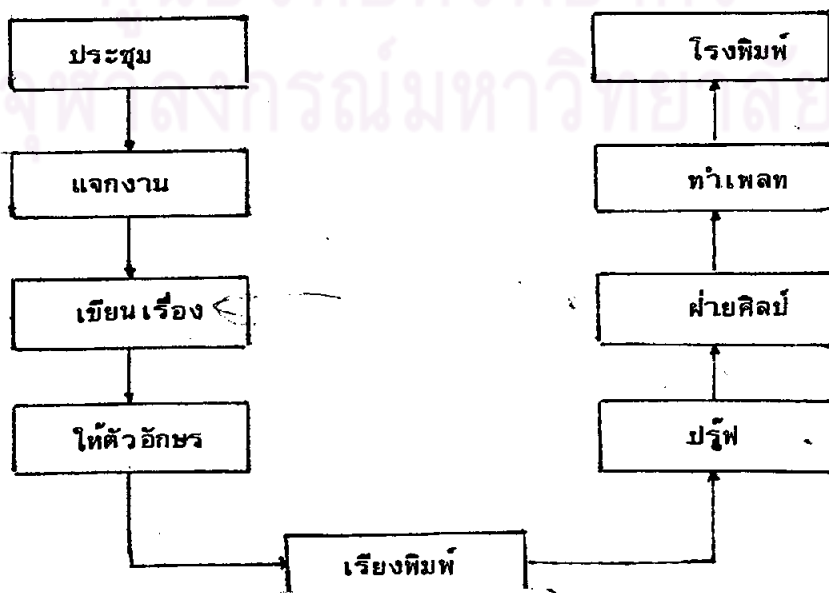 ประชุม
แจกงาน
เขียนเรื่อง
ให้ตัวอักษร
เรียงพิมพ์
ปรู๊ฟ
ฝ่ายศิลป์
ทำเพลท
โรงพิมพ์
จุฬาลงกรณ์มหาวิทยาลัย